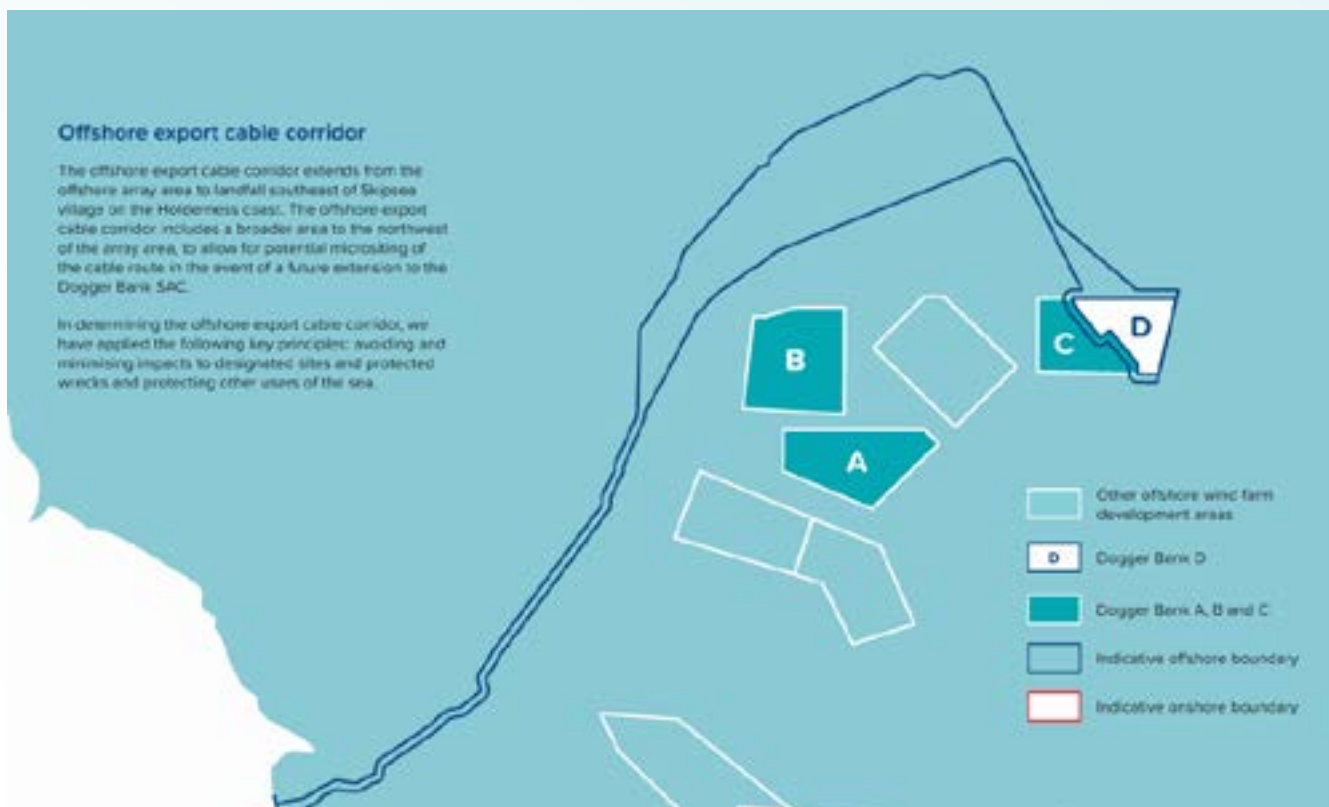 Offshore export cable corridor
The offshore export cable corridor extends from the
offshore array area to landfall southeast of Skipsea
village on the Holderness coast. The offshore export
cable corridor includes a broader area to the northwest
of the array area, to allow for potential micrositing of
the cable route in the event of a future extension to the
Dogger Bank SAC.
In determining the offshore export cable corridor, we
have applied the following key principles: avoiding and
minimising impacts to designated sites and protected
wrecks and protecting other users of the sea.
B
A
C
D
Other offshore wind farm
development areas
D Dogger Bank D
Dogger Bank A, B and C
Indicative offshore boundary
Indicative onshore boundary